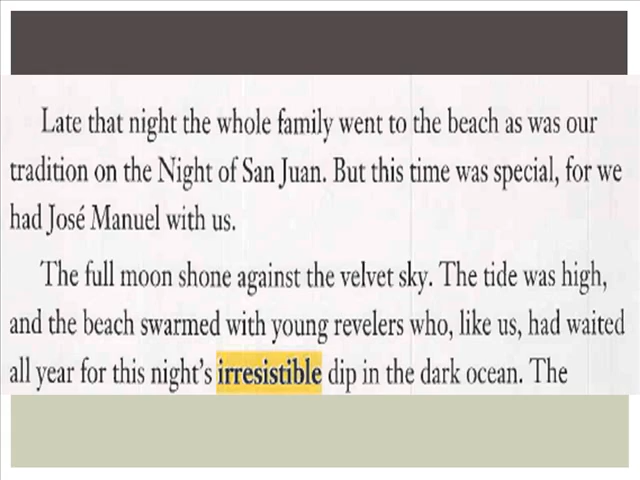 Late that night the whole family went to the beach as was our
tradition on the Night of San Juan. But this time was special, for we
had José Manuel with us.
The full moon shone against the velvet sky. The tide was high,
and the beach swarmed with young revelers who, like us, had waited
all year for this night's irresistible dip in the dark ocean. The